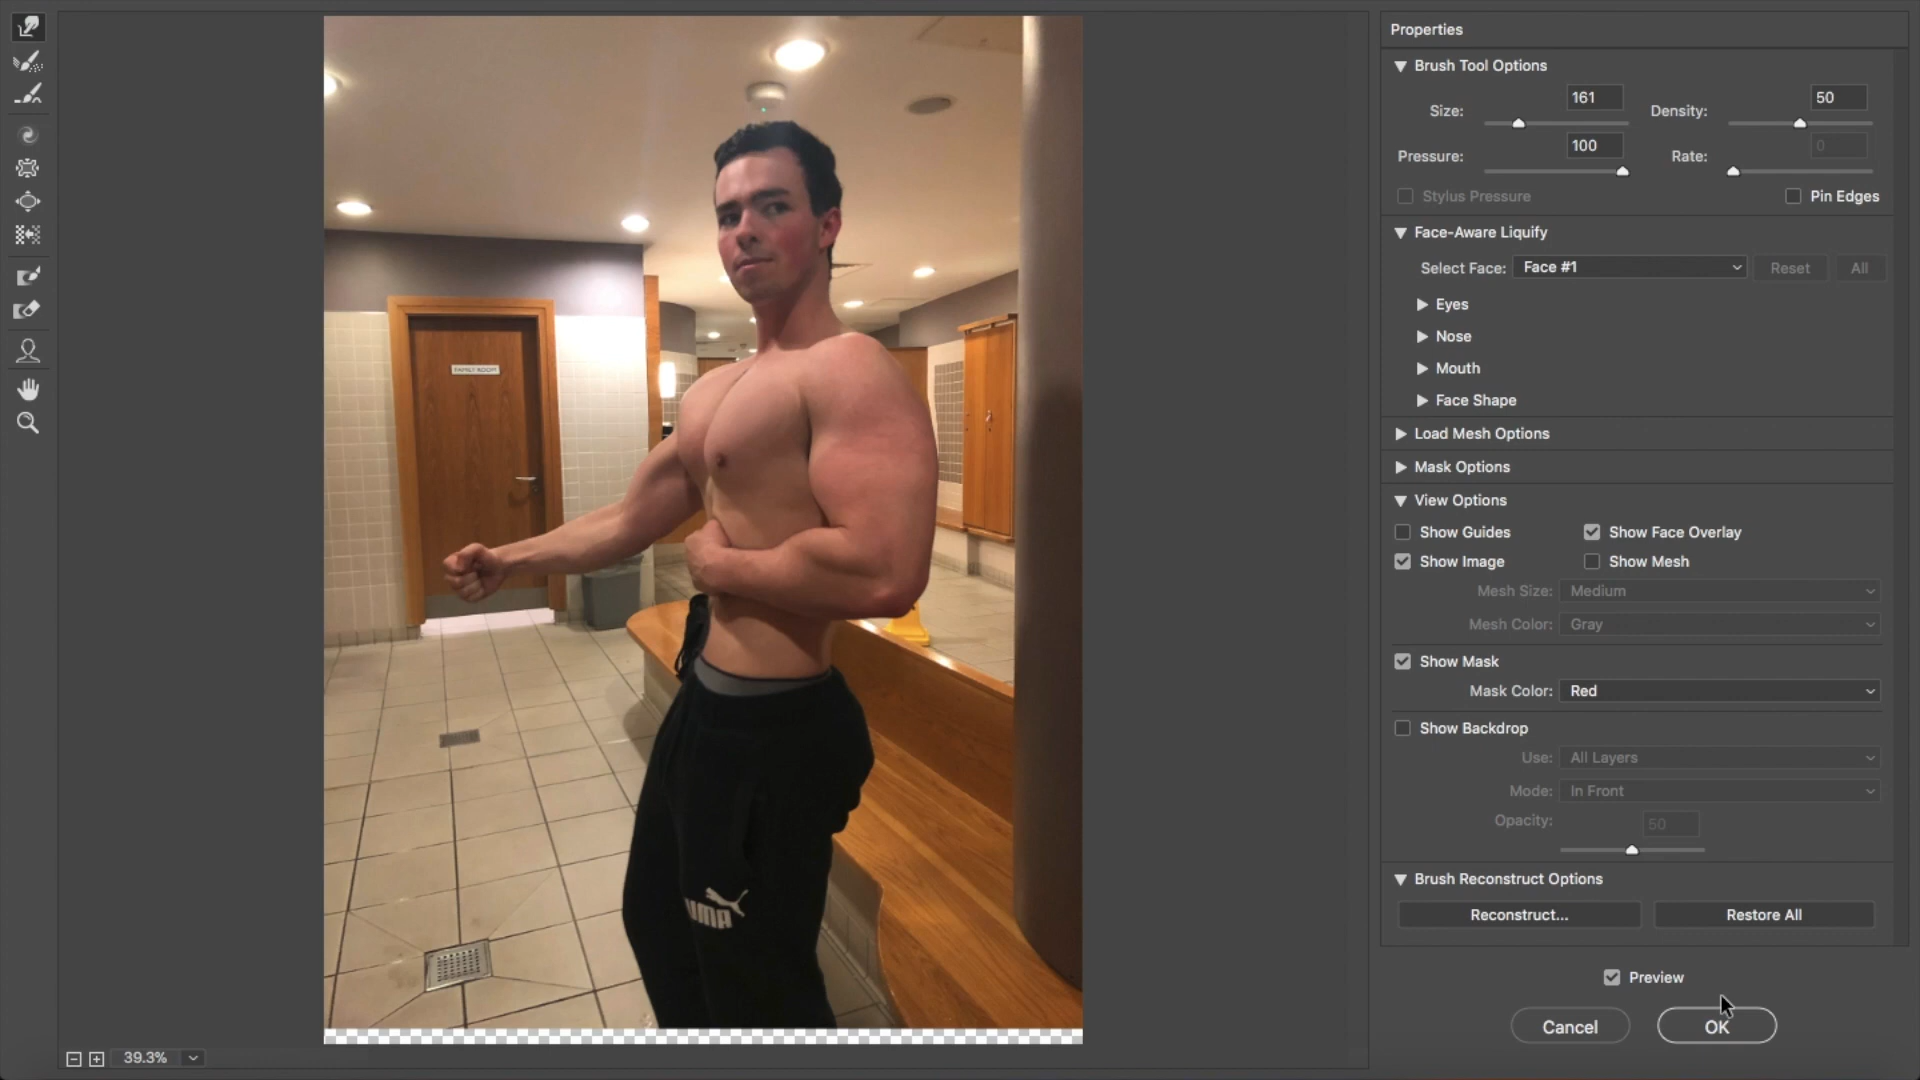 Properties
Brush Tool Options
Size: 161 Density: 50
Pressure: 100 Rate: 0
Stylus Pressure Pin Edges
Face-Aware Liquify
Select Face: Face #1 Reset All
Eyes
Nose
Mouth
Face Shape
Load Mesh Options
Mask Options
View Options
Show Guides Show Face Overlay
Show Image Show Mesh
Mesh Size: Medium
Mesh Color: Gray
Show Mask
Mask Color: Red
Show Backdrop
Use: All Layers
Mode: In Front
Opacity: 50
Brush Reconstruct Options
Reconstruct... Restore All
Preview
Cancel OK
39.3%
FAMILY ROOM
PUMA